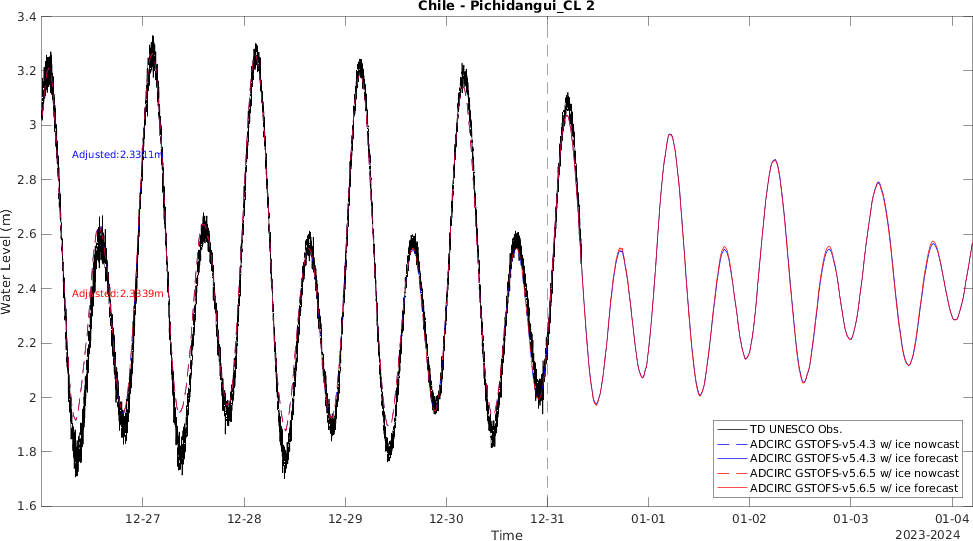 Chile - Pichidangui_CL 2
3.4
3.2
3
2.8
2.6
2.4
2.2
2
1.8
1.6
Water Level (m)
Adjusted:2.3311m
Adjusted:2.3339m
TD UNESCO Obs.
ADCIRC GSTOFS-v5.4.3 w/ ice nowcast
ADCIRC GSTOFS-v5.4.3 w/ ice forecast
ADCIRC GSTOFS-v5.6.5 w/ ice nowcast
ADCIRC GSTOFS-v5.6.5 w/ ice forecast
12-27 12-28 12-29 12-30 12-31 01-01 01-02 01-03 01-04
Time
2023-2024